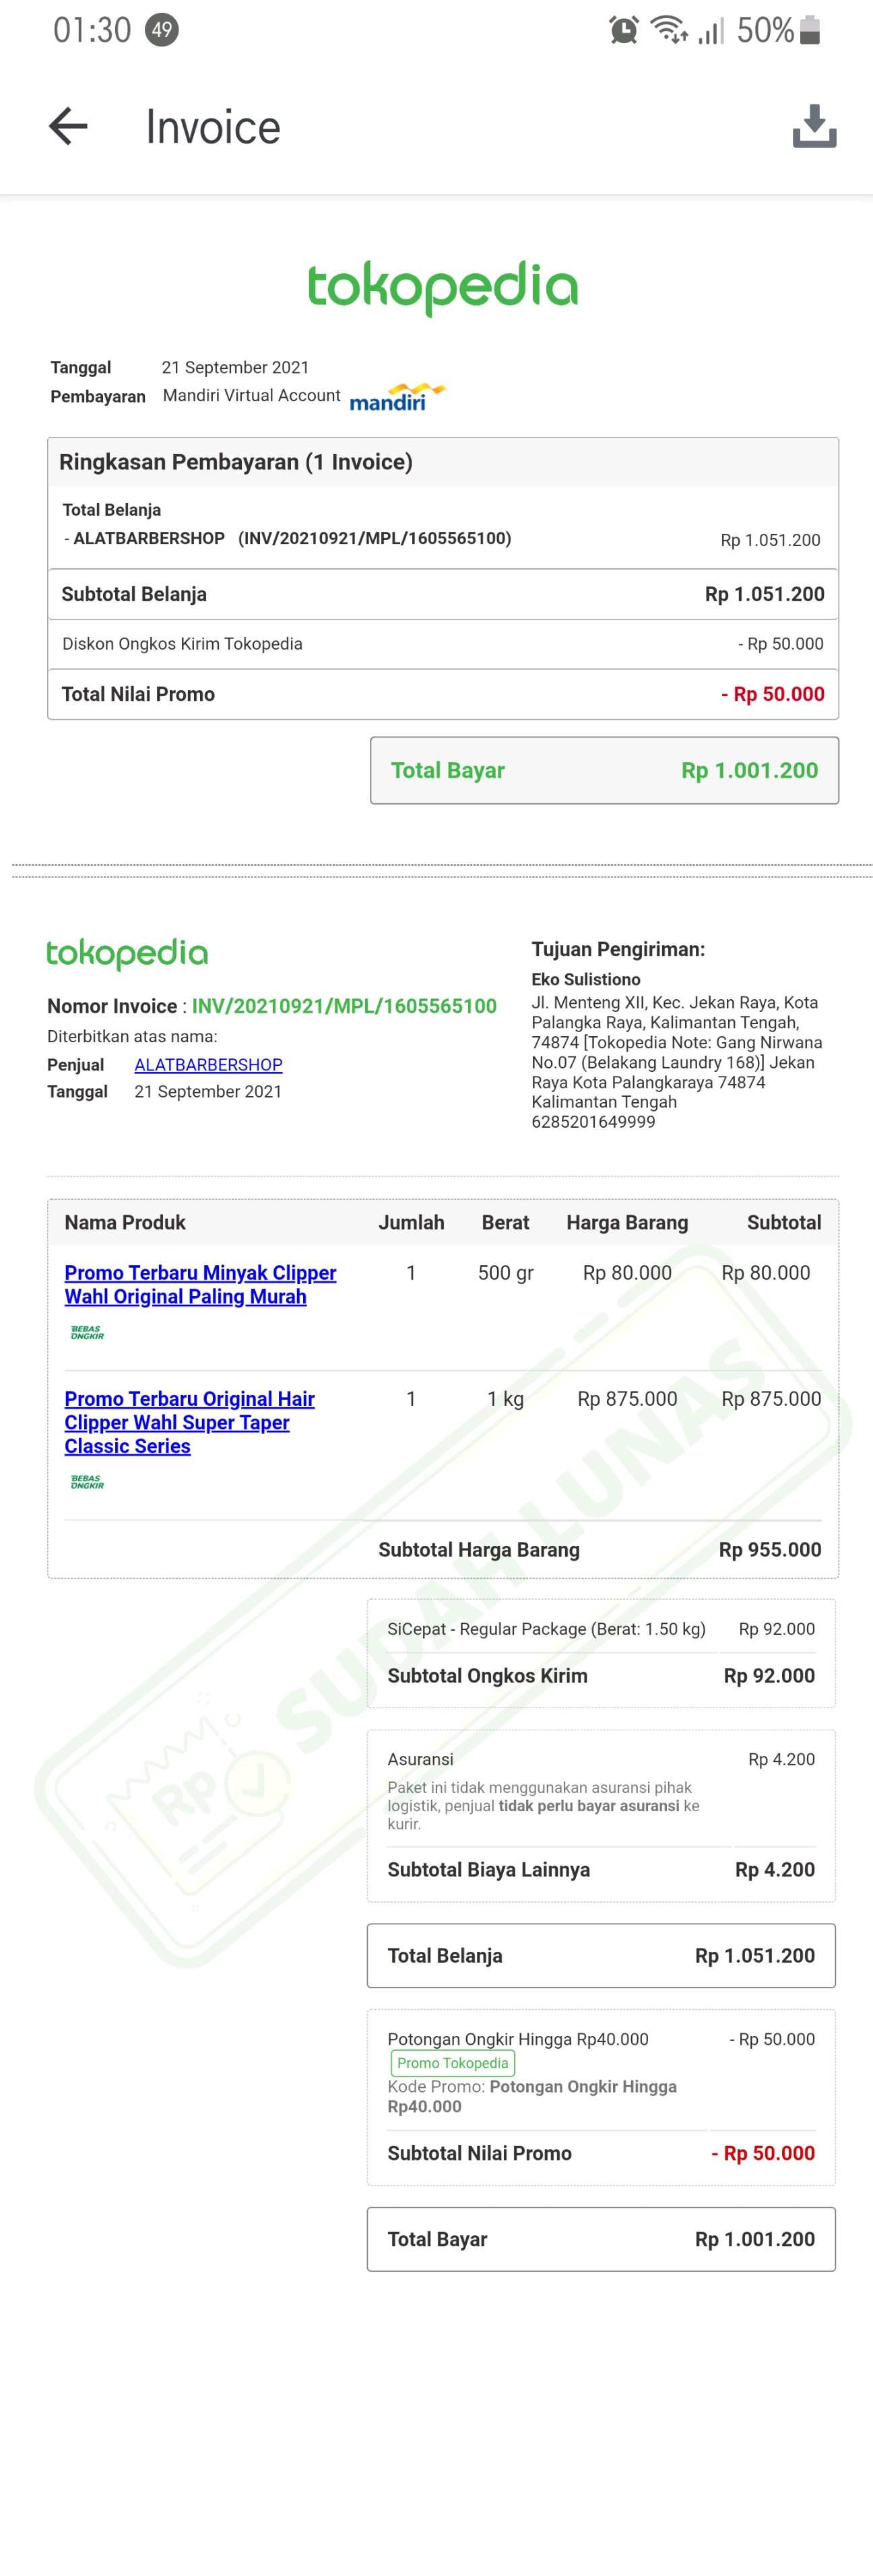 01:30 49 50%
Invoice
tokopedia
Tanggal 21 September 2021
Pembayaran Mandiri Virtual Account mandiri
Ringkasan Pembayaran (1 Invoice)
Total Belanja
- ALATBARBERSHOP (INV/20210921/MPL/1605565100) Rp 1.051.200
Subtotal Belanja Rp 1.051.200
Diskon Ongkos Kirim Tokopedia - Rp 50.000
Total Nilai Promo - Rp 50.000
Total Bayar Rp 1.001.200
tokopedia
Nomor Invoice : INV/20210921/MPL/1605565100
Diterbitkan atas nama:
Penjual ALATBARBERSHOP
Tanggal 21 September 2021
Tujuan Pengiriman:
Eko Sulistiono
Jl. Menteng XII, Kec. Jekan Raya, Kota
Palangka Raya, Kalimantan Tengah,
74874 [Tokopedia Note: Gang Nirwana
No.07 (Belakang Laundry 168)] Jekan
Raya Kota Palangkaraya 74874
Kalimantan Tengah
6285201649999
Nama Produk Jumlah Berat Harga Barang Subtotal
Promo Terbaru Minyak Clipper 1 500 gr Rp 80.000 Rp 80.000
Wahl Original Paling Murah
BEBAS
ONGKIR
Promo Terbaru Original Hair 1 1 kg Rp 875.000 Rp 875.000
Clipper Wahl Super Taper
Classic Series
BEBAS
ONGKIR
Subtotal Harga Barang Rp 955.000
SUDAH LUNAS
Rp
SiCepat - Regular Package (Berat: 1.50 kg) Rp 92.000
Subtotal Ongkos Kirim Rp 92.000
Asuransi Rp 4.200
Paket ini tidak menggunakan asuransi pihak
logistik, penjual tidak perlu bayar asuransi ke
kurir.
Subtotal Biaya Lainnya Rp 4.200
Total Belanja Rp 1.051.200
Potongan Ongkir Hingga Rp40.000 - Rp 50.000
Promo Tokopedia
Kode Promo: Potongan Ongkir Hingga
Rp40.000
Subtotal Nilai Promo - Rp 50.000
Total Bayar Rp 1.001.200